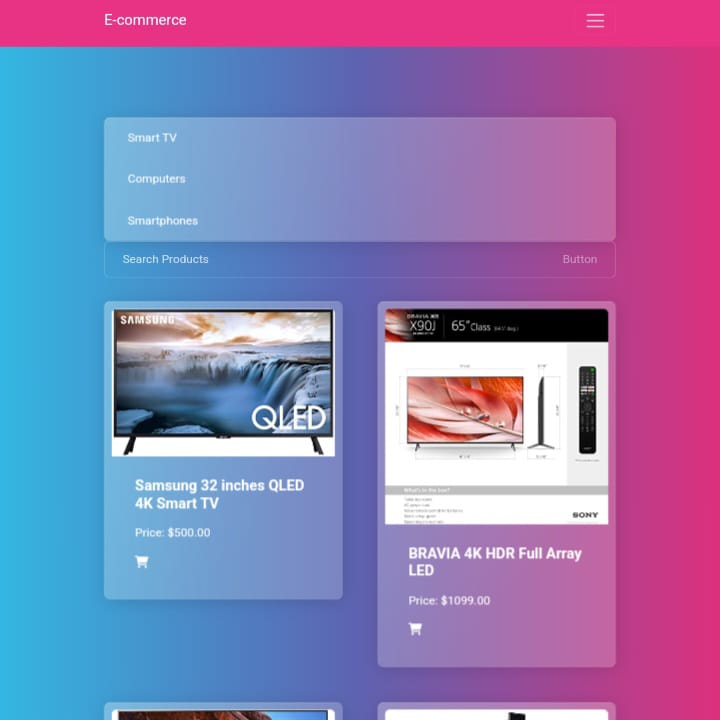 E-commerce
Smart TV
Computers
Smartphones
Search Products
Button
SAMSUNG
QLED
Samsung 32 inches QLED
4K Smart TV
Price: $500.00
BRAVIA XR
X90J
65" Class
What's in the box?
SONY
BRAVIA 4K HDR Full Array
LED
Price: $1099.00